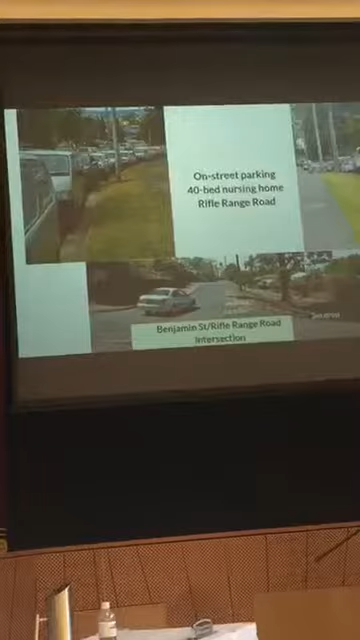 On-street parking
40-bed nursing home
Rifle Range Road
Benjamin St/Rifle Range Road
Intersection